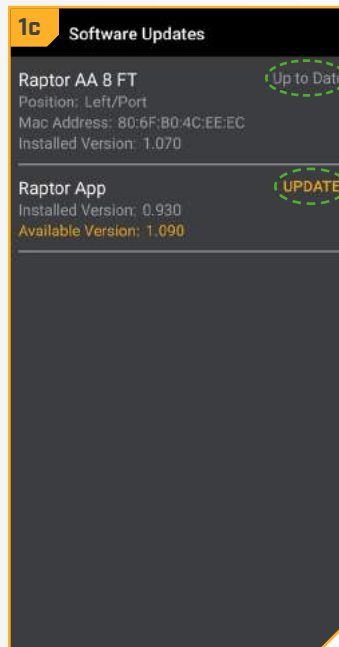 1c
Software Updates
Raptor AA 8 FT
Up to Date
Position: Left/Port
Mac Address: 80:6F:B0:4C:EE:EC
Installed Version: 1.070
Raptor App
UPDATE
Installed Version: 0.930
Available Version: 1.090